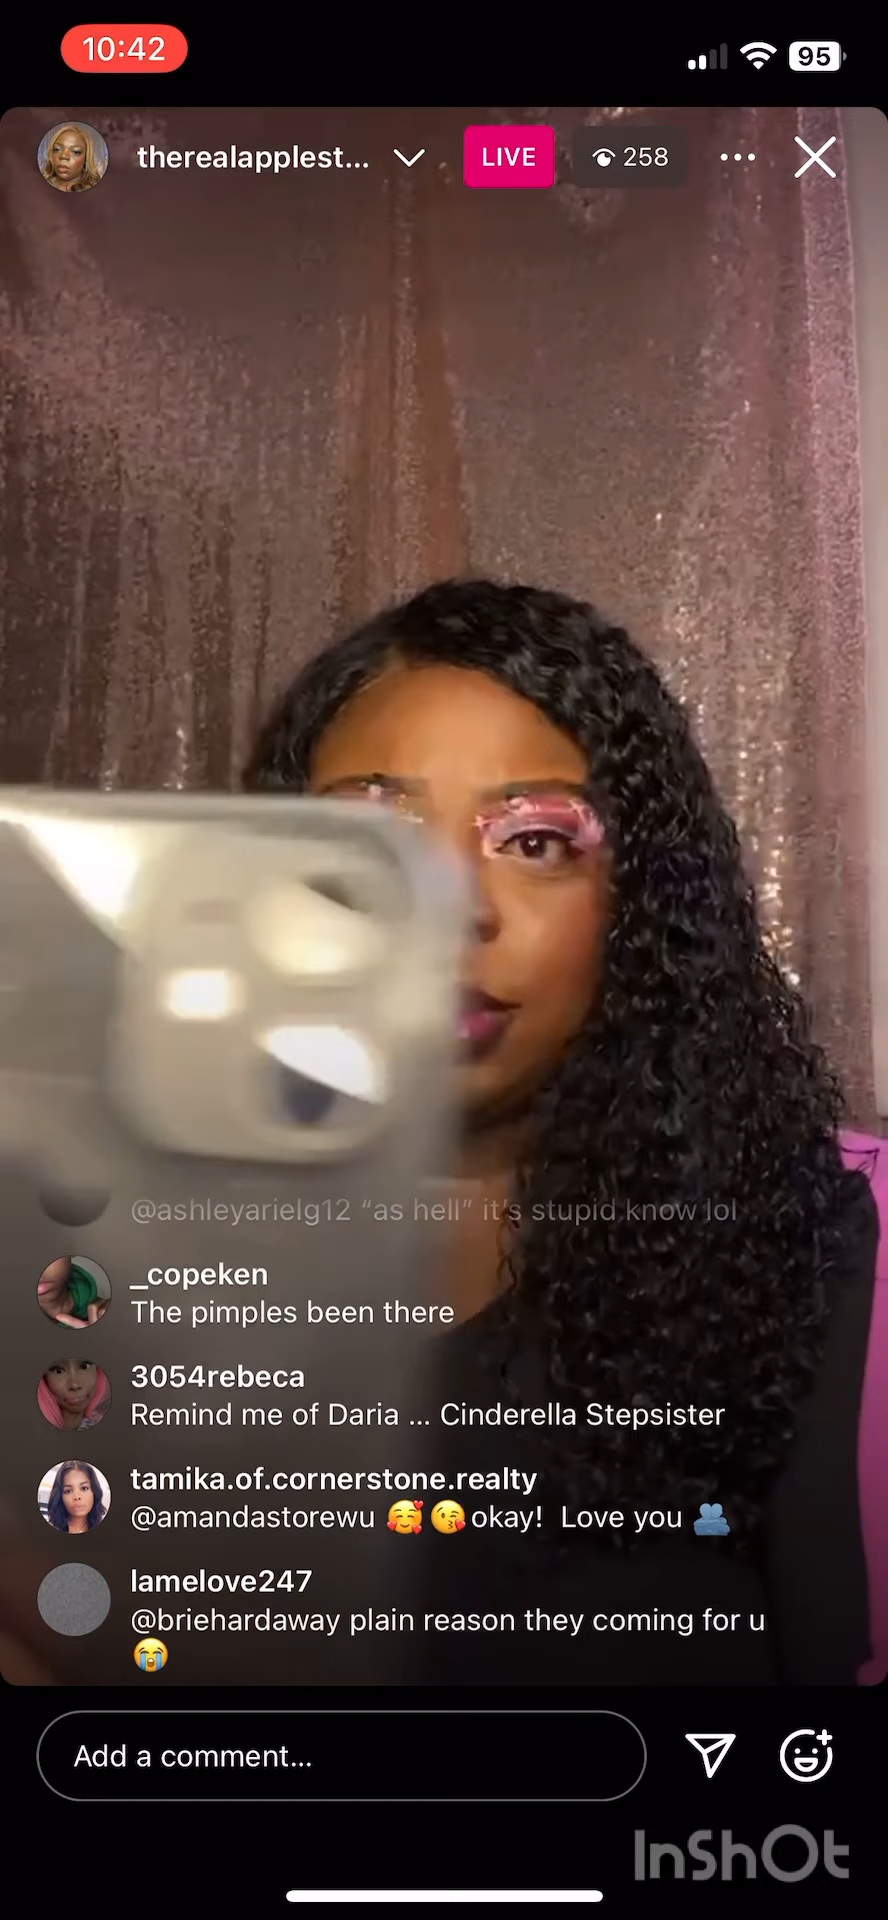 10:42
95
therealapplest...
LIVE
258
@ashleyarielg12 “as hell” it’s stupid know lol
_copeken
The pimples been there
3054rebeca
Remind me of Daria ... Cinderella Stepsister
tamika.of.cornerstone.realty
@amandastorewu 🥰😘okay!  Love you 🫂
lamelove247
@briehardaway plain reason they coming for u
😭
Add a comment...
InShOt